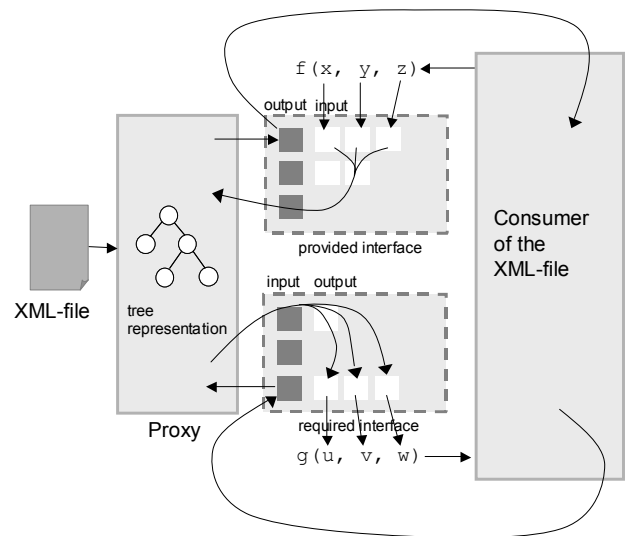 f(x, y, z)
output input
provided interface
Consumer
of the
XML-file
XML-file
tree
representation
Proxy
input output
required interface
g(u, v, w)